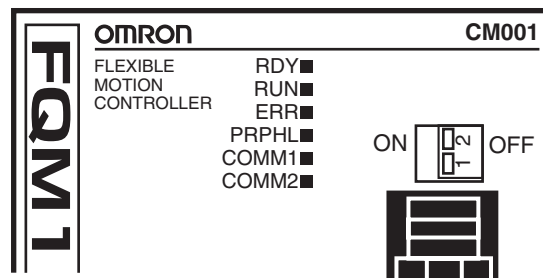 FQM1
OMRON
CM001
FLEXIBLE
MOTION
CONTROLLER
RDY
RUN
ERR
PRPHL
COMM1
COMM2
ON
1 2
OFF